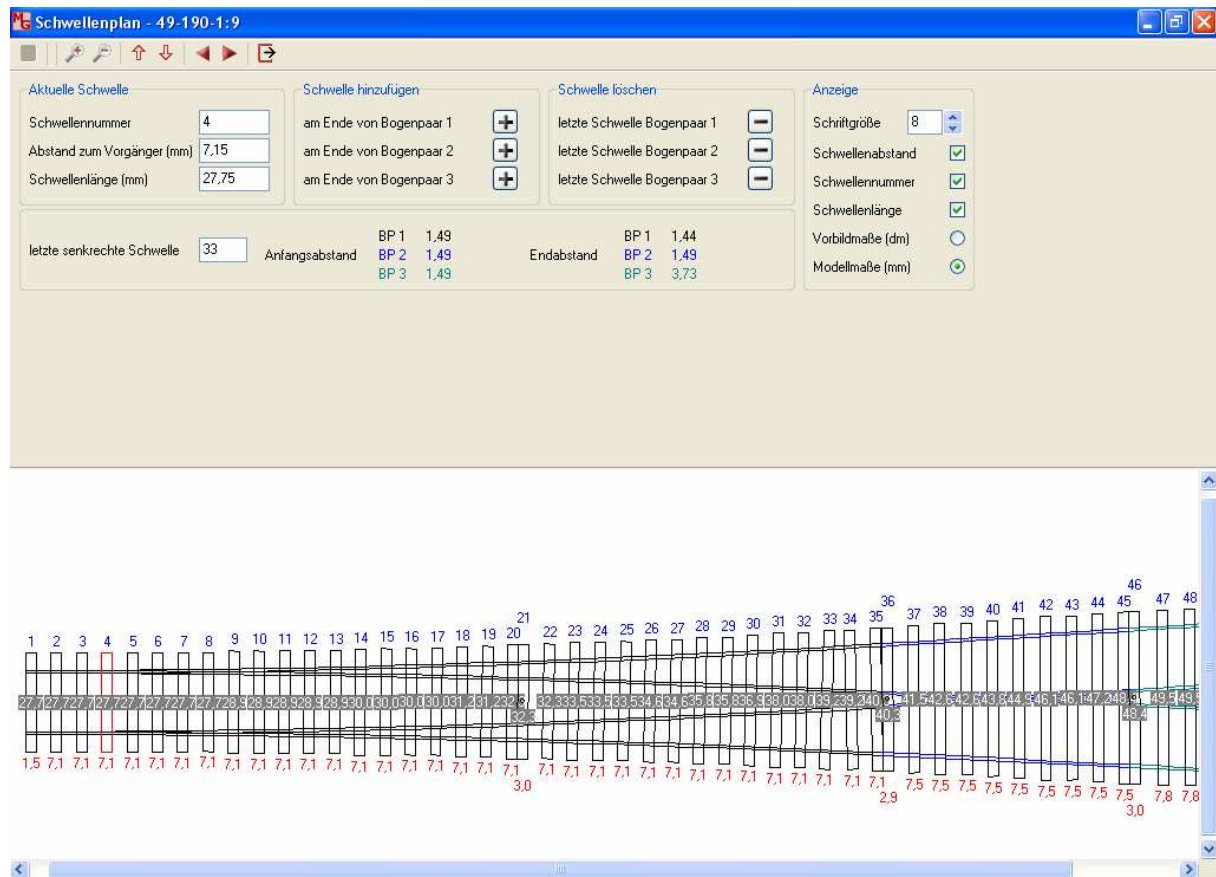 Schwellenplan - 49-190-1:9
Aktuelle Schwelle
Schwellennummer 4
Abstand zum Vorgänger (mm) 7,15
Schwellenlänge (mm) 27,75
Schwelle hinzufügen
am Ende von Bogenpaar 1
am Ende von Bogenpaar 2
am Ende von Bogenpaar 3
Schwelle löschen
letzte Schwelle Bogenpaar 1
letzte Schwelle Bogenpaar 2
letzte Schwelle Bogenpaar 3
Anzeige
Schriftgröße 8
Schwellenabstand
Schwellennummer
Schwellenlänge
Vorbildmaße (dm)
Modellmaße (mm)
letzte senkrechte Schwelle 33
Anfangsabstand
BP 1 1,49
BP 2 1,49
BP 3 1,49
Endabstand
BP 1 1,44
BP 2 1,49
BP 3 3,73
1 2 3 4 5 6 7 8 9 10 11 12 13 14 15 16 17 18 19 20 21 22 23 24 25 26 27 28 29 30 31 32 33 34 35 36 37 38 39 40 41 42 43 44 45 46 47 48
32,3 40,3 48,4
1,5 7,1 7,1 7,1 7,1 7,1 7,1 7,1 7,1 7,1 7,1 7,1 7,1 7,1 7,1 7,1 7,1 7,1 7,1 7,1 3,0 7,1 7,1 7,1 7,1 7,1 7,1 7,1 7,1 7,1 7,1 7,1 7,1 7,1 7,1 2,9 7,5 7,5 7,5 7,5 7,5 7,5 7,5 7,5 7,5 3,0 7,8 7,8